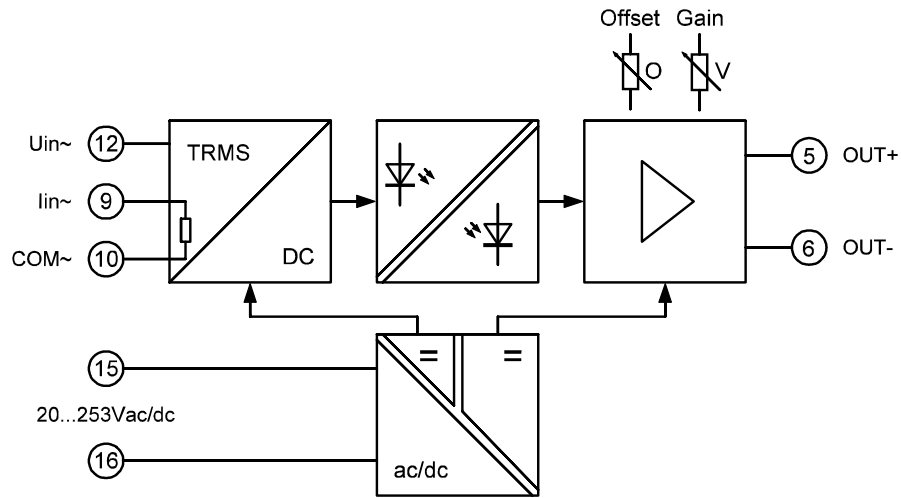 Offset Gain
O V
Uin~ 12
TRMS
5 OUT+
Iin~ 9
COM~ 10
DC
6 OUT-
= =
15
20...253Vac/dc
16
ac/dc